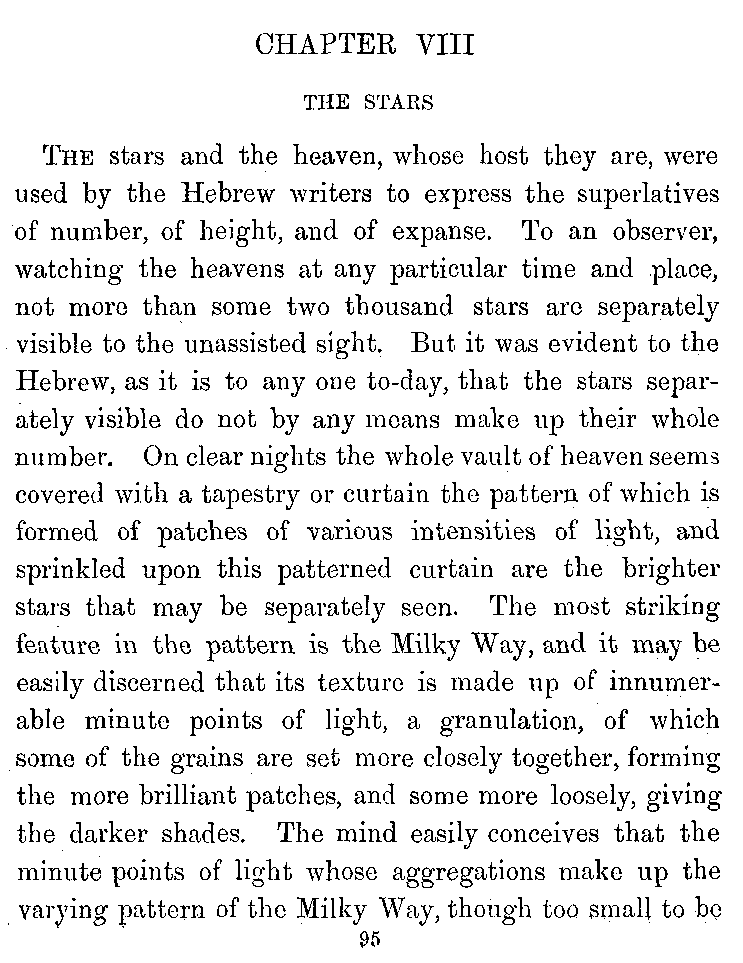 CHAPTER VIII
THE STARS
THE stars and the heaven, whose host they are, were
used by the Hebrew writers to express the superlatives
of number, of height, and of expanse. To an observer,
watching the heavens at any particular time and place,
not more than some two thousand stars are separately
visible to the unassisted sight. But it was evident to the
Hebrew, as it is to any one to-day, that the stars separ-
ately visible do not by any means make up their whole
number. On clear nights the whole vault of heaven seems
covered with a tapestry or curtain the pattern of which is
formed of patches of various intensities of light, and
sprinkled upon this patterned curtain are the brighter
stars that may be separately seen. The most striking
feature in the pattern is the Milky Way, and it may be
easily discerned that its texture is made up of innumer-
able minute points of light, a granulation, of which
some of the grains are set more closely together, forming
the more brilliant patches, and some more loosely, giving
the darker shades. The mind easily conceives that the
minute points of light whose aggregations make up the
varying pattern of the Milky Way, though too small to be
95